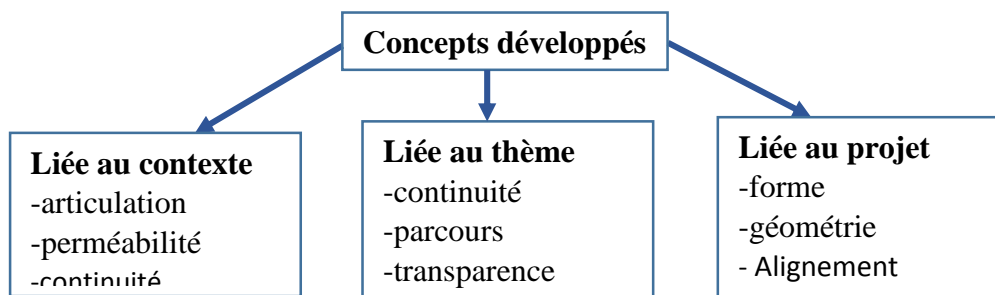 Concepts développés
Liée au contexte
-articulation
-perméabilité
-continuité
Liée au thème
-continuité
-parcours
-transparence
Liée au projet
-forme
-géométrie
- Alignement